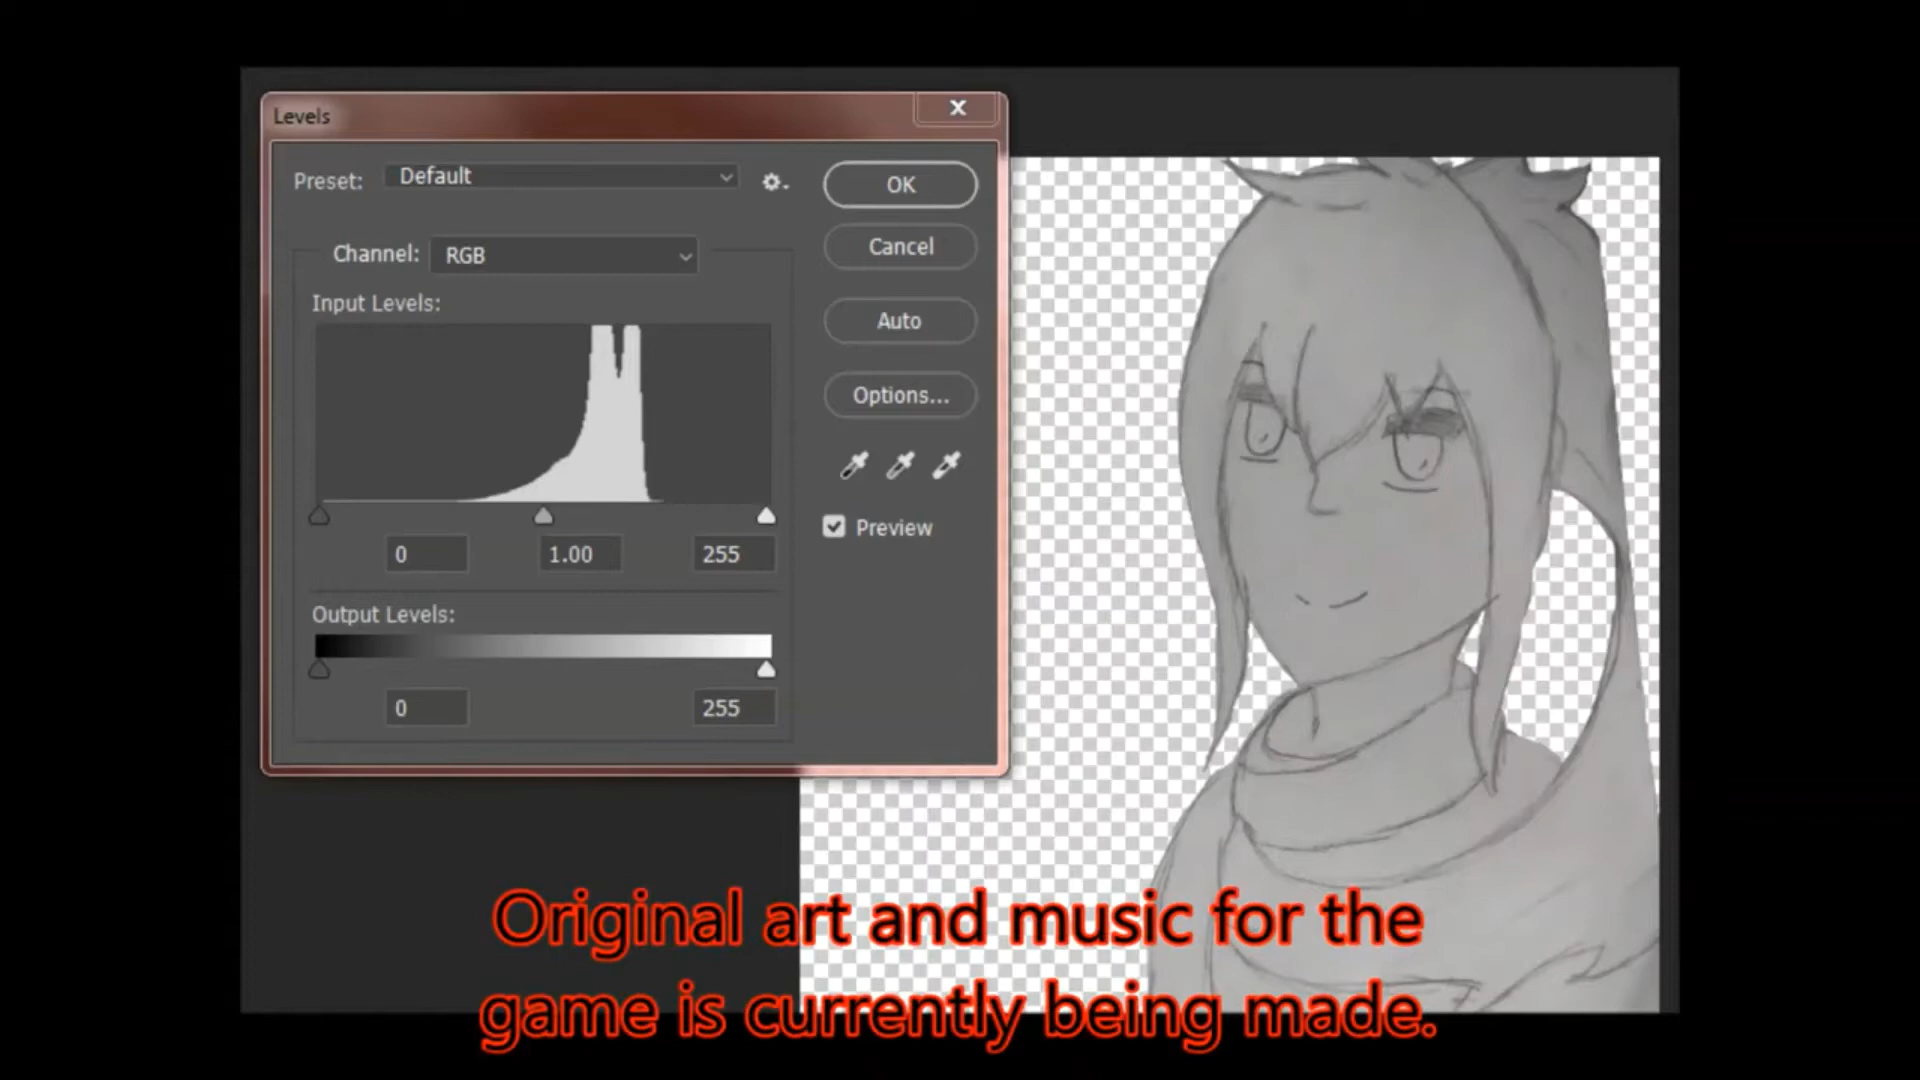 Levels
Preset: Default
OK
Channel: RGB
Cancel
Input Levels:
Auto
Options...
Preview
0 1.00 255
Output Levels:
0 255
Original art and music for the
game is currently being made.